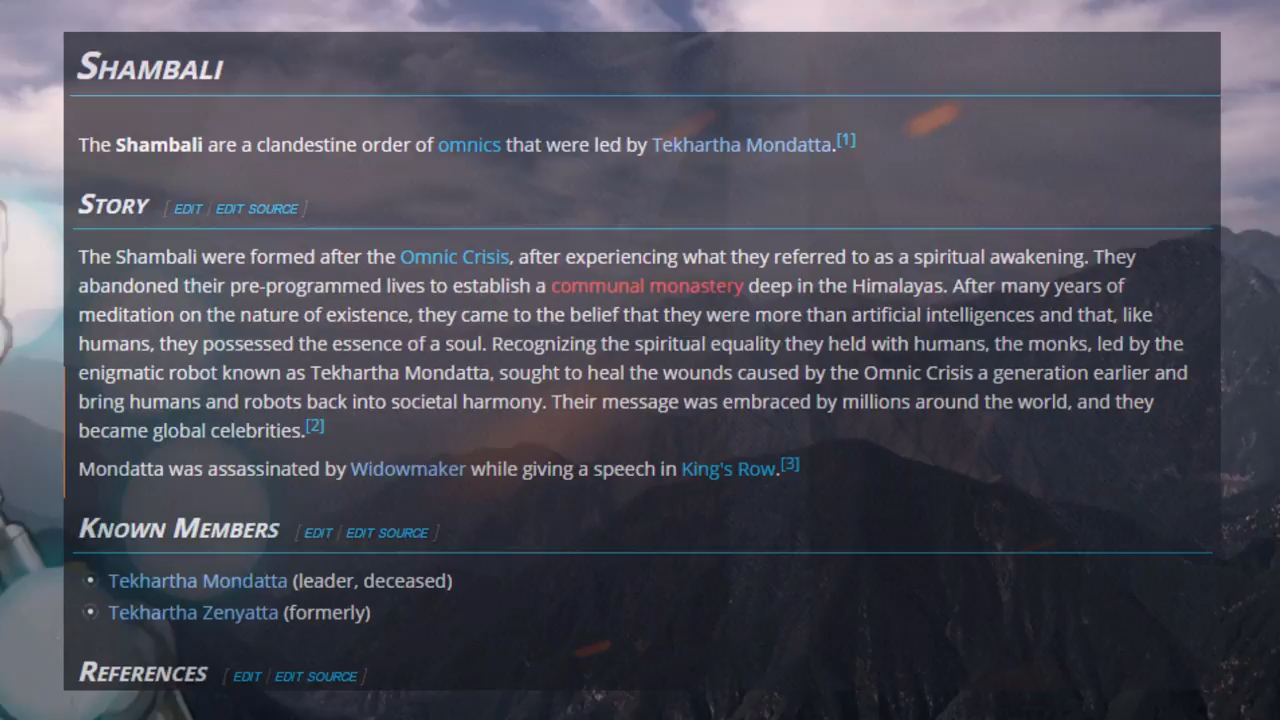 SHAMBALI
The Shambali are a clandestine order of omnics that were led by Tekhartha Mondatta.[1]
STORY [ EDIT | EDIT SOURCE ]
The Shambali were formed after the Omnic Crisis, after experiencing what they referred to as a spiritual awakening. They
abandoned their pre-programmed lives to establish a communal monastery deep in the Himalayas. After many years of
meditation on the nature of existence, they came to the belief that they were more than artificial intelligences and that, like
humans, they possessed the essence of a soul. Recognizing the spiritual equality they held with humans, the monks, led by the
enigmatic robot known as Tekhartha Mondatta, sought to heal the wounds caused by the Omnic Crisis a generation earlier and
bring humans and robots back into societal harmony. Their message was embraced by millions around the world, and they
became global celebrities.[2]
Mondatta was assassinated by Widowmaker while giving a speech in King's Row.[3]
KNOWN MEMBERS [ EDIT | EDIT SOURCE ]
• Tekhartha Mondatta (leader, deceased)
• Tekhartha Zenyatta (formerly)
REFERENCES [ EDIT | EDIT SOURCE ]